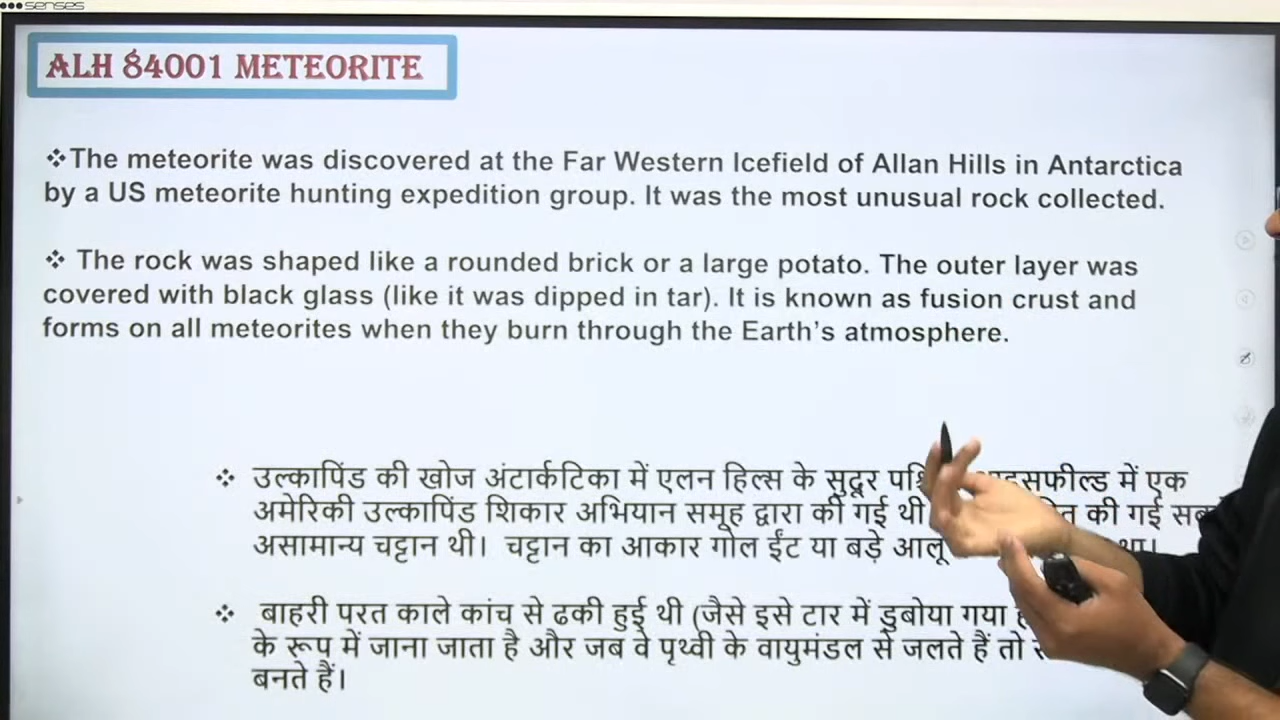 senses
ALH 84001 METEORITE
❖The meteorite was discovered at the Far Western Icefield of Allan Hills in Antarctica
by a US meteorite hunting expedition group. It was the most unusual rock collected.
❖ The rock was shaped like a rounded brick or a large potato. The outer layer was
covered with black glass (like it was dipped in tar). It is known as fusion crust and
forms on all meteorites when they burn through the Earth's atmosphere.
❖ उल्कापिंड की खोज अंटार्कटिका में एलन हिल्स के सुदूर में एक
अमेरिकी उल्कापिंड शिकार अभियान समूह द्वारा की गई थी की गई
असामान्य चट्टान थी। चट्टान का आकार गोल ईंट या बड़े आलू
❖ बाहरी परत काले कांच से ढकी हुई थी (जैसे इसे टार में डुबोया गया
के रूप में जाना जाता है और जब वे पृथ्वी के वायुमंडल से जलते हैं तो
बनते हैं।